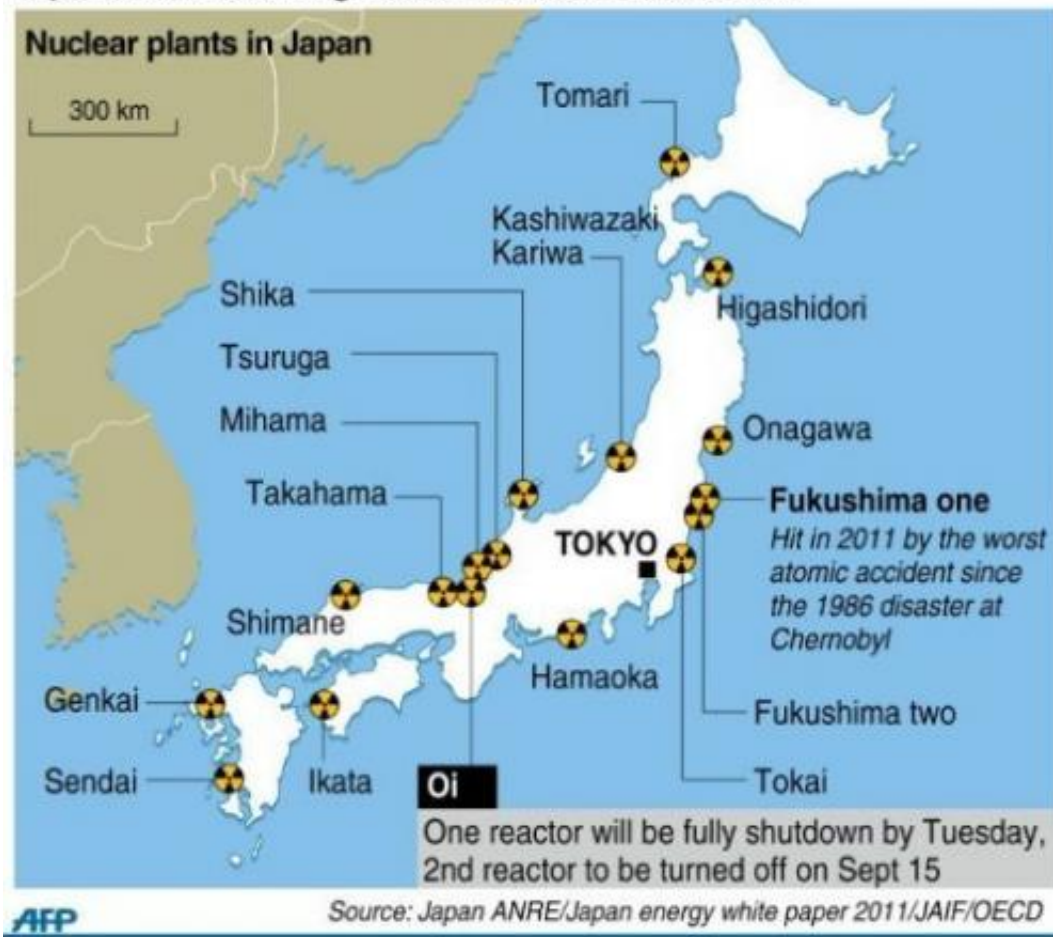 Nuclear plants in Japan
300 km
Tomari
Kashiwazaki
Kariwa
Shika
Higashidori
Tsuruga
Mihama
Onagawa
Takahama
Fukushima one
Hit in 2011 by the worst
atomic accident since
the 1986 disaster at
Chernobyl
TOKYO
Shimane
Hamaoka
Genkai
Fukushima two
Sendai
Ikata
Oi
Tokai
One reactor will be fully shutdown by Tuesday,
2nd reactor to be turned off on Sept 15
AFP
Source: Japan ANRE/Japan energy white paper 2011/JAIF/OECD